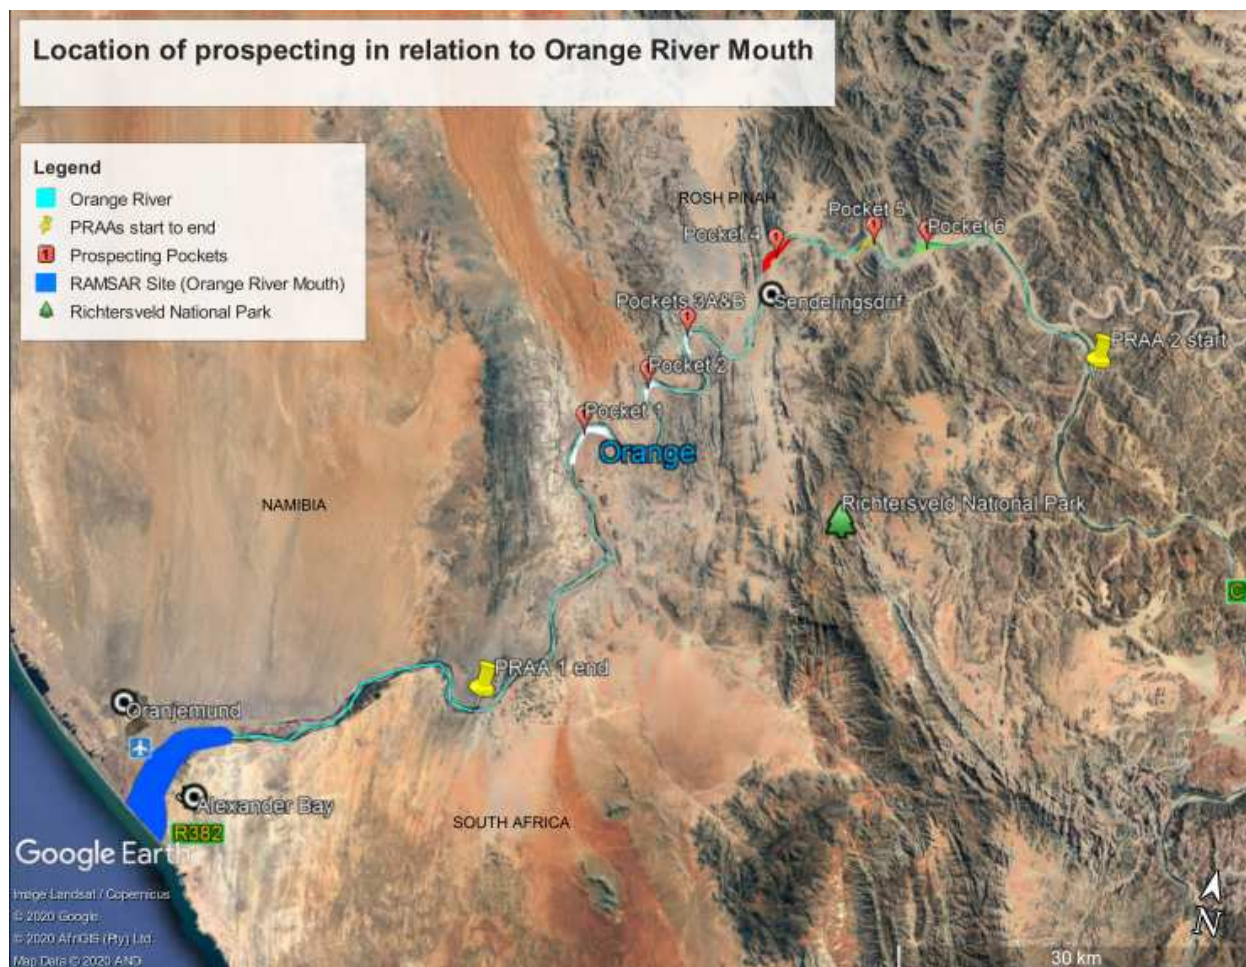 Location of prospecting in relation to Orange River Mouth
Legend
Orange River
PRAAs start to end
Prospecting Pockets
RAMSAR Site (Orange River Mouth)
Richtersveld National Park
ROSH PINAH
Pocket 5
Pocket 4
Pocket 6
Pockets 3A&B
Sendelingsdrif
PRAA 2 start
Pocket 2
Pocket 1
Orange
NAMIBIA
Richtersveld National Park
C
PRAA 1 end
Oranjemund
Alexander Bay
SOUTH AFRICA
R382
Google Earth
Image Landsat / Copernicus
© 2020 Google
© 2020 AfriGIS (Pty) Ltd.
Map Data © 2020 AND
N
30 km